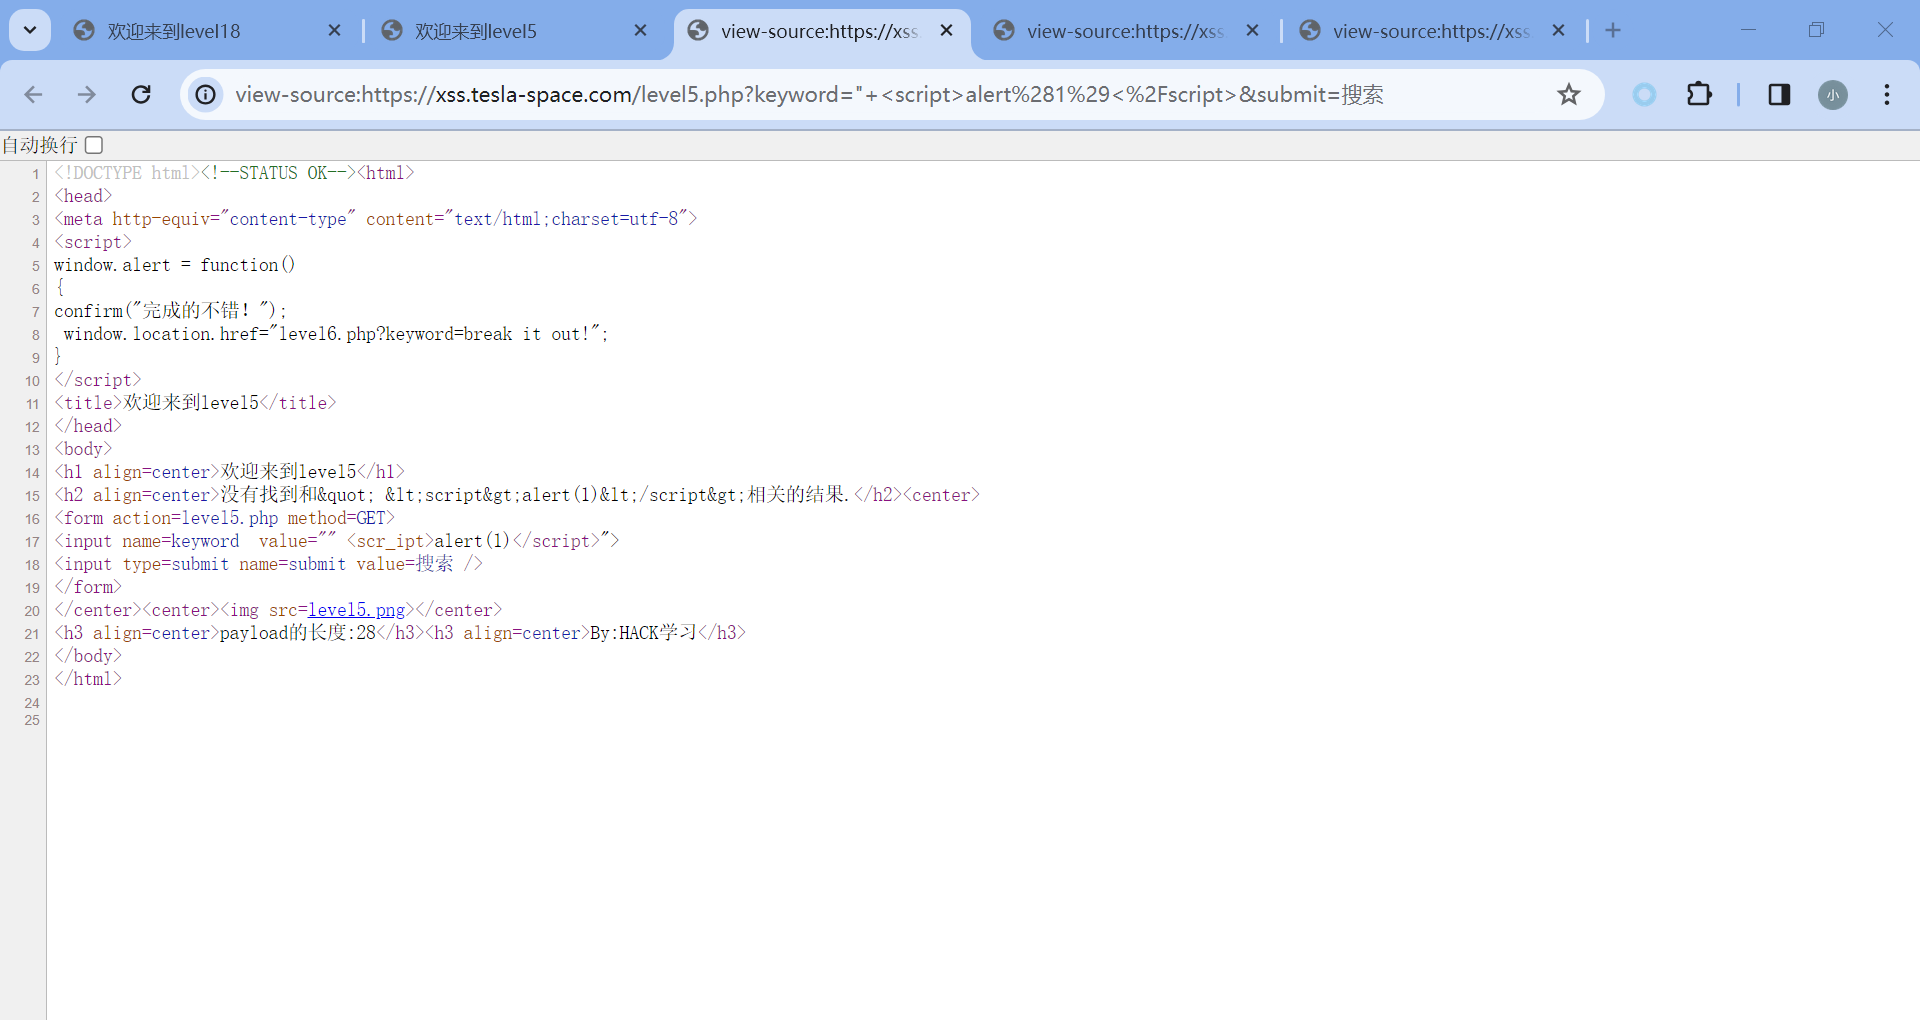 欢迎来到level18
欢迎来到level5
view-source:https://xss.
view-source:https://xss
view-source:https://xss.
view-source:https://xss.tesla-space.com/level5.php?keyword="+<script>alert%281%29<%2Fscript>&submit=搜索
小
自动换行
1 <!DOCTYPE html><!--STATUS OK--><html>
2 <head>
3 <meta http-equiv="content-type" content="text/html;charset=utf-8">
4 <script>
5 window.alert = function()
6 {
7 confirm("完成的不错！");
8  window.location.href="level6.php?keyword=break it out!";
9 }
10 </script>
11 <title>欢迎来到level5</title>
12 </head>
13 <body>
14 <h1 align=center>欢迎来到level5</h1>
15 <h2 align=center>没有找到和&quot; &lt;script&gt;alert(1)&lt;/script&gt;相关的结果.</h2><center>
16 <form action=level5.php method=GET>
17 <input name=keyword  value="" <scr_ipt>alert(1)</script>">
18 <input type=submit name=submit value=搜索 />
19 </form>
20 </center><center><img src=level5.png></center>
21 <h3 align=center>payload的长度:28</h3><h3 align=center>By:HACK学习</h3>
22 </body>
23 </html>
24
25